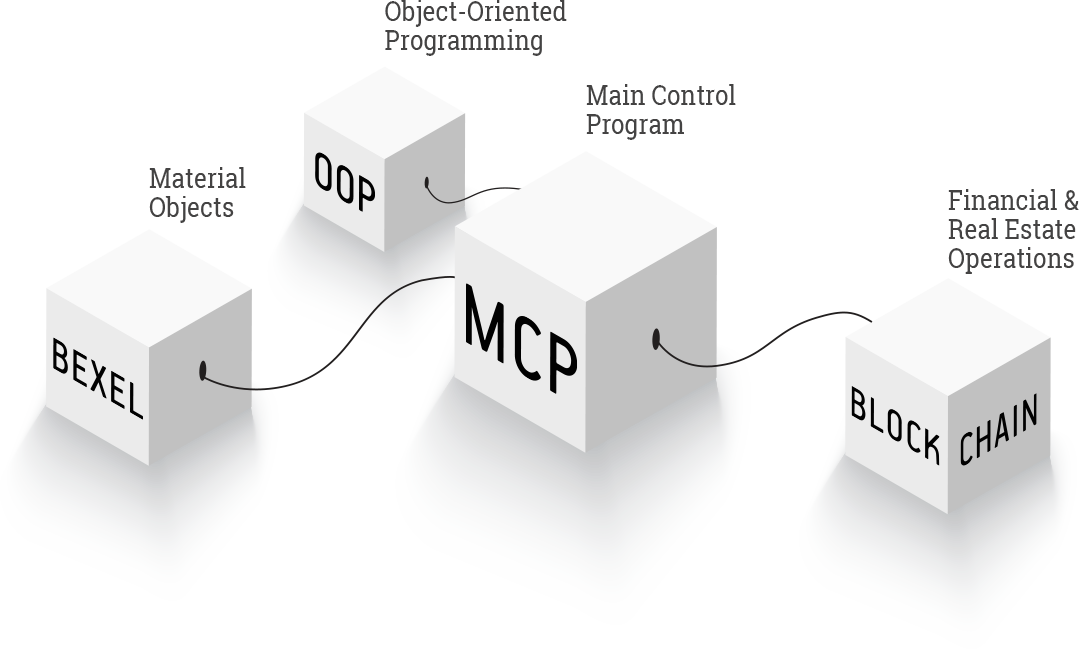 Object-Oriented
Programming
OOP
Main Control
Program
MCP
Material
Objects
BEXEL
Financial &
Real Estate
Operations
BLOCK CHAIN